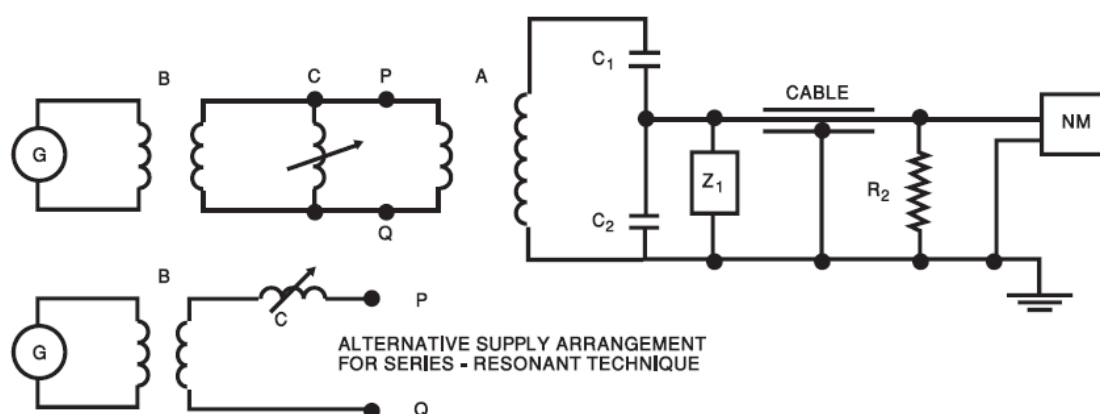 B
C
P
A
C1
CABLE
NM
G
Z1
R2
C2
Q
B
P
C
G
ALTERNATIVE SUPPLY ARRANGEMENT
FOR SERIES - RESONANT TECHNIQUE
Q